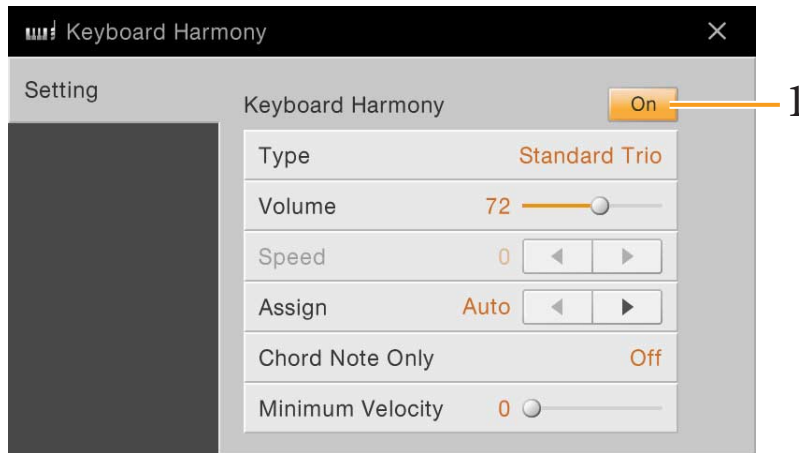 Keyboard Harmony
Setting
Keyboard Harmony On 1
Type Standard Trio
Volume 72
Speed 0
Assign Auto
Chord Note Only Off
Minimum Velocity 0